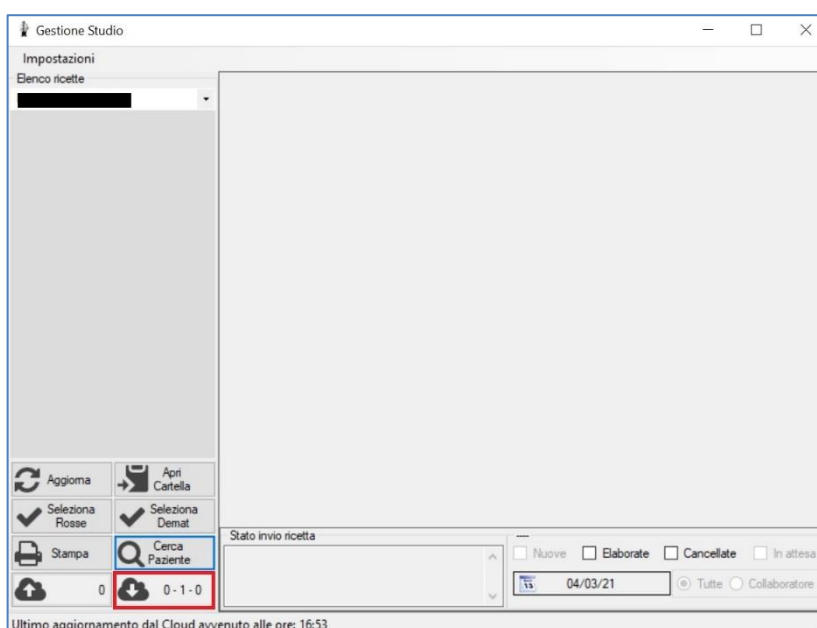 Gestione Studio
Impostazioni
Elenco ricette
Aggiorna
Apri
Cartella
Seleziona
Rosse
Seleziona
Demat
Stampa
Cerca
Paziente
0
0 - 1 - 0
Stato invio ricetta
----
Nuove Elaborate Cancellate In attesa
13 04/03/21 Tutte Collaboratore
Ultimo aggiornamento dal Cloud avvenuto alle ore: 16:53